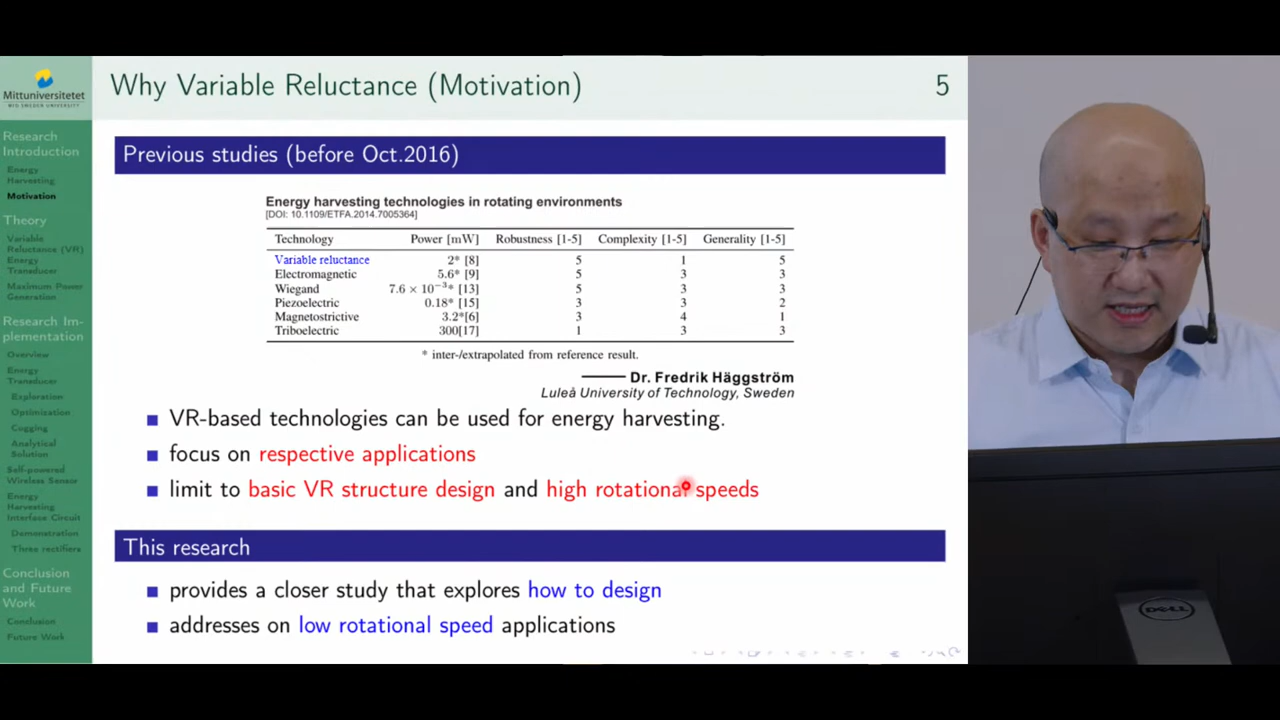 Why Variable Reluctance (Motivation)
5
Mittuniversitetet
MID SWEDEN UNIVERSITY
Research
Introduction
Energy
Harvesting
Motivation
Theory
Variable
Reluctance (VR)
Energy
Transducer
Maximum Power
Generation
Research Im-
plementation
Overview
Energy
Transducer
Exploration
Optimization
Cogging
Analytical
Solution
Self-powered
Wireless Sensor
Energy
Harvesting
Interface Circuit
Demonstration
Three rectifiers
Conclusion
and Future
Work
Conclusion
Future Work
Previous studies (before Oct.2016)
Energy harvesting technologies in rotating environments
[DOI: 10.1109/ETFA.2014.7005364]
Technology Power [mW] Robustness [1-5] Complexity [1-5] Generality [1-5]
Variable reluctance 2* [8] 5 1 5
Electromagnetic 5.6* [9] 5 3 3
Wiegand 7.6 × 10⁻³* [13] 5 3 3
Piezoelectric 0.18* [15] 3 3 2
Magnetostrictive 3.2*[6] 3 4 1
Triboelectric 300[17] 1 3 3
* inter-/extrapolated from reference result.
—— Dr. Fredrik Häggström
Luleå University of Technology, Sweden
VR-based technologies can be used for energy harvesting.
focus on respective applications
limit to basic VR structure design and high rotational speeds
This research
provides a closer study that explores how to design
addresses on low rotational speed applications
DELL